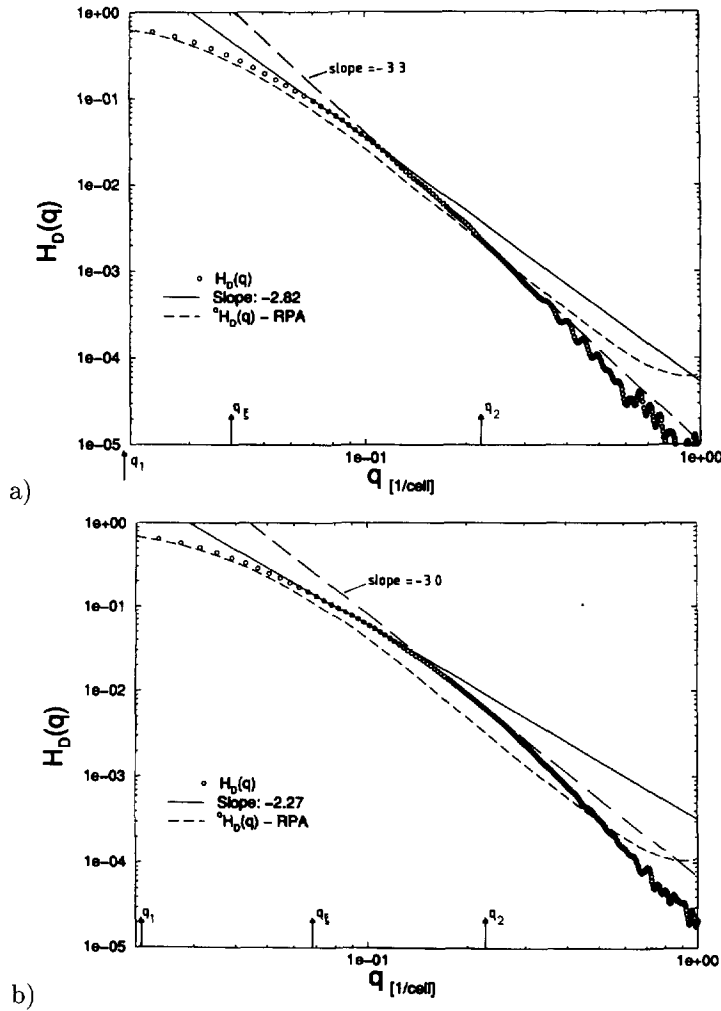 1e+00
1e-01
1e-02
1e-03
1e-04
1e-05
H_D(q)
slope = -3.3
H_D(q)
Slope: -2.82
°H_D(q) - RPA
q_1
q_ξ
q_2
1e-01
1e+00
q [1/cell]
a)
1e+00
1e-01
1e-02
1e-03
1e-04
1e-05
H_D(q)
slope = -3.0
H_D(q)
Slope: -2.27
°H_D(q) - RPA
q_1
q_ξ
q_2
1e-01
1e+00
q [1/cell]
b)